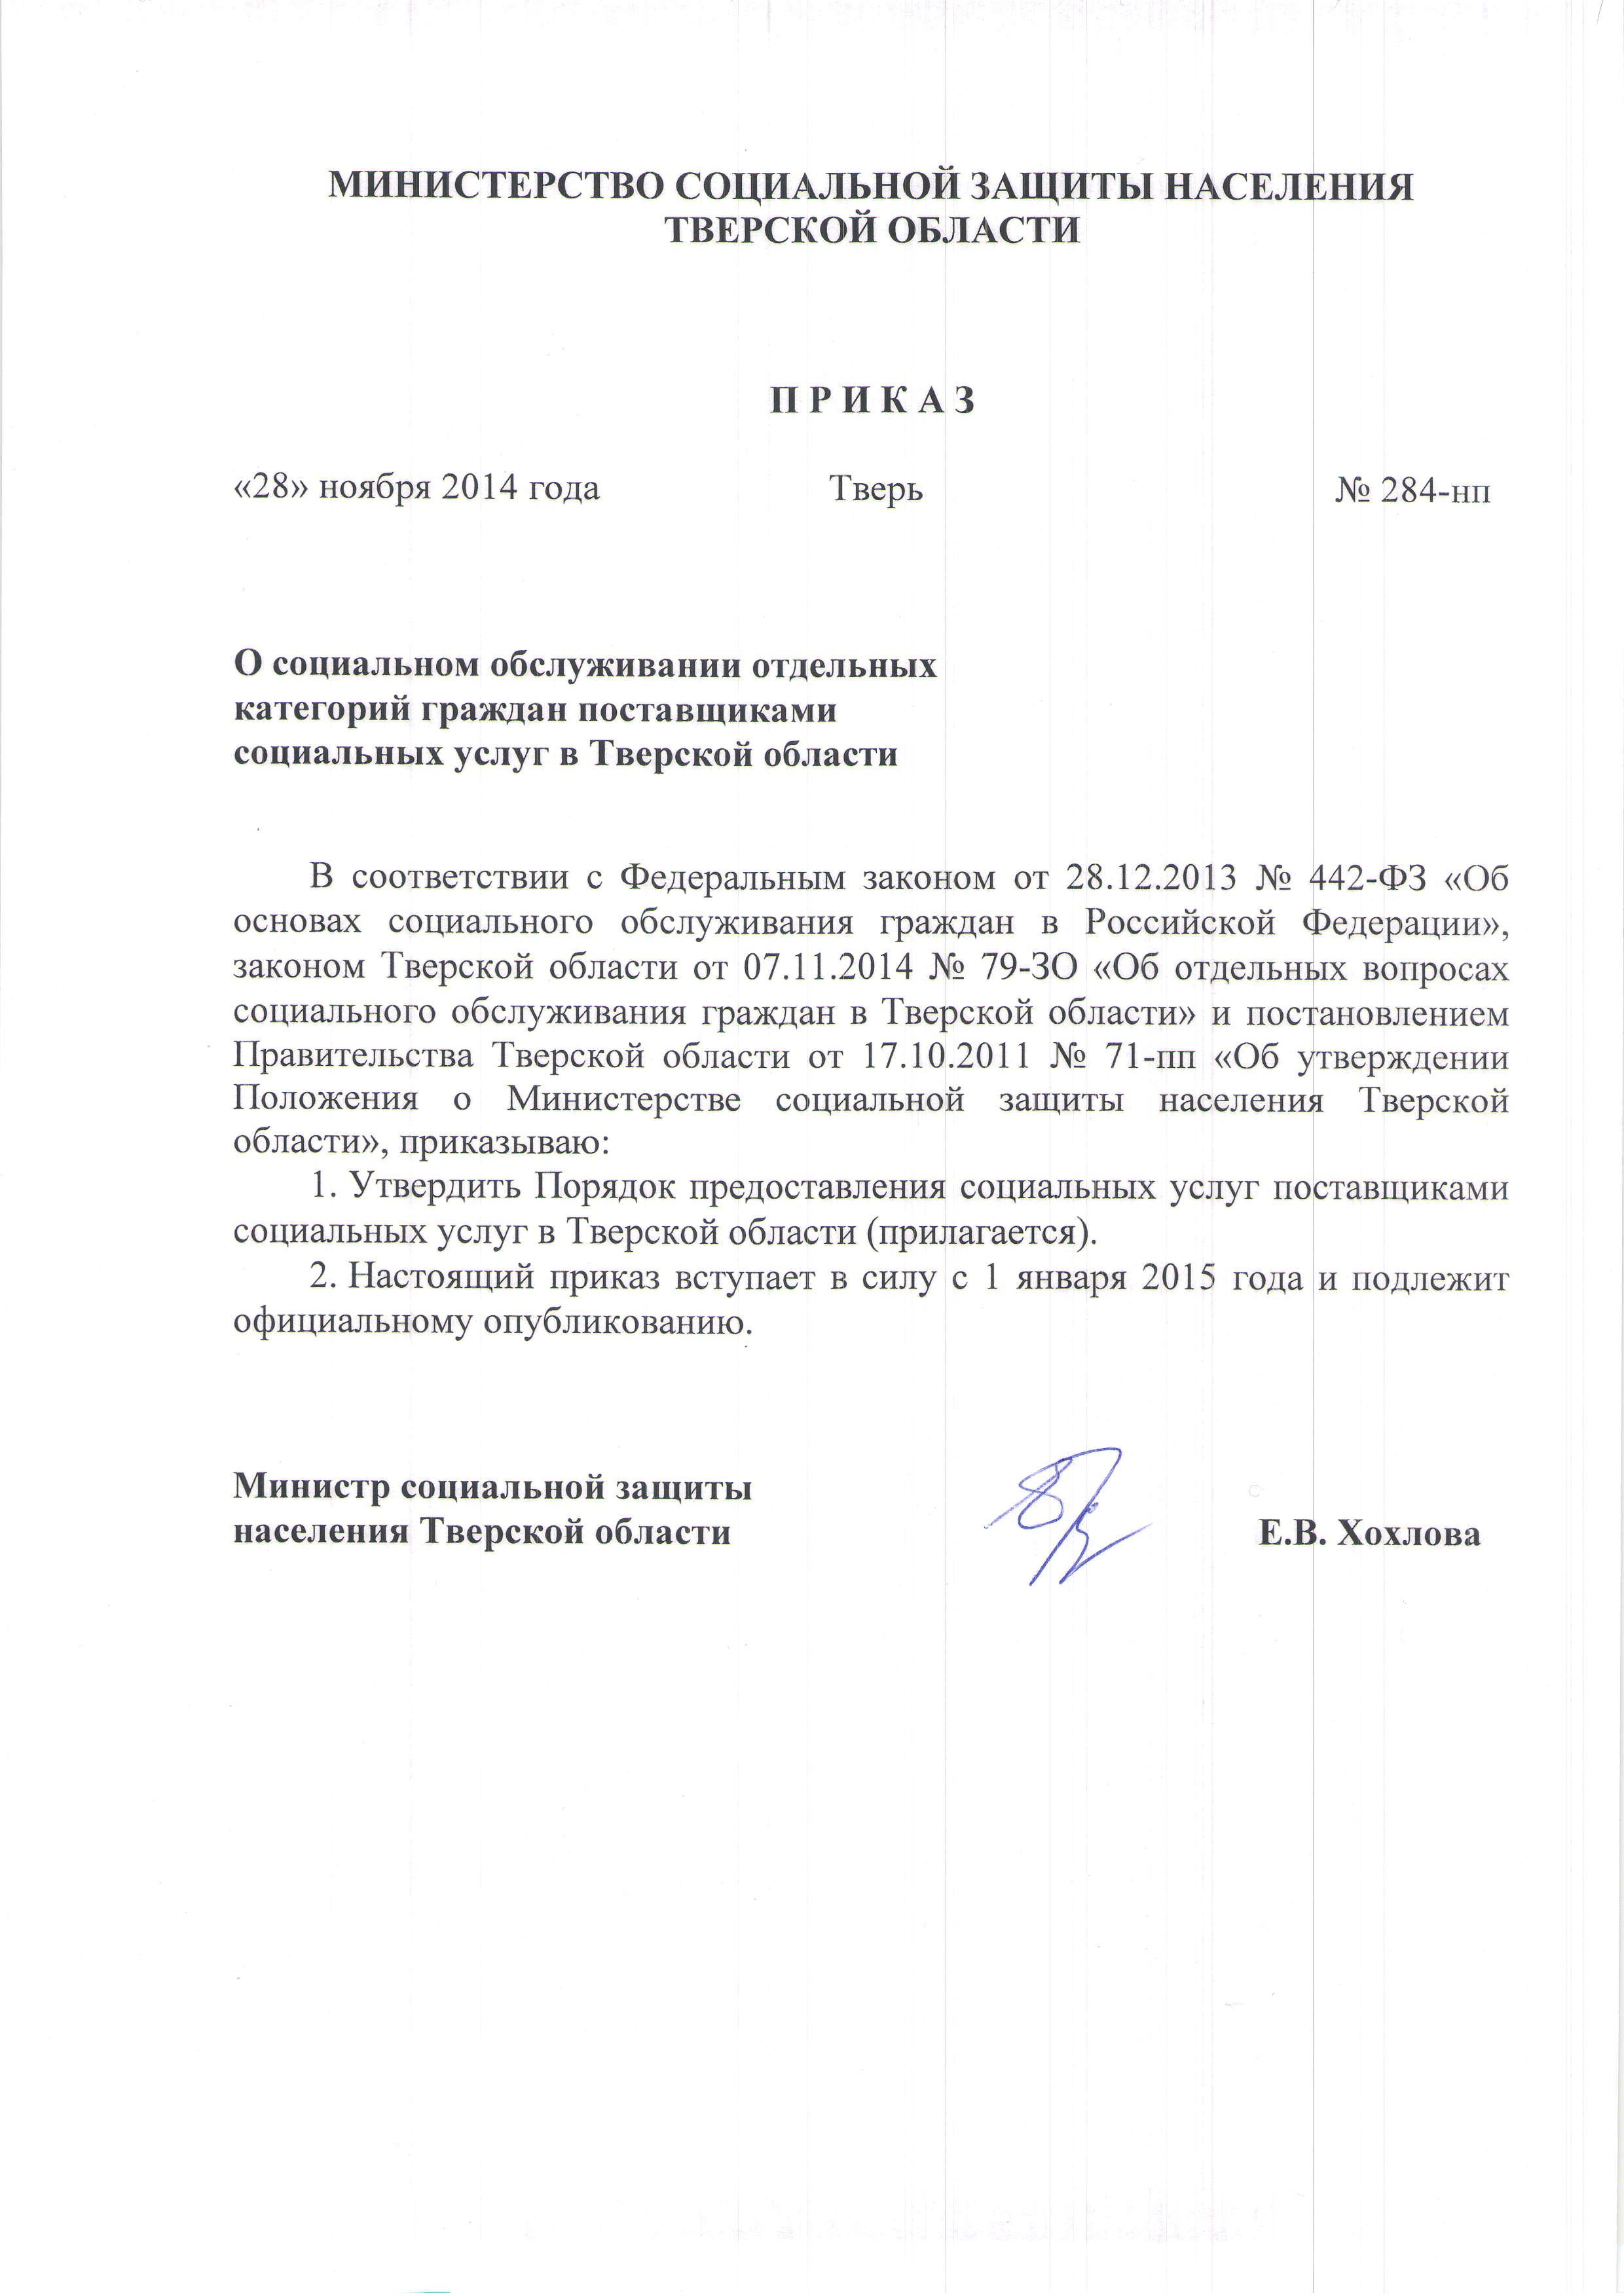 МИНИСТЕРСТВО СОЦИАЛЬНОЙ ЗАЩИТЫ НАСЕЛЕНИЯ
ТВЕРСКОЙ ОБЛАСТИ
П Р И К А З
«28» ноября 2014 года Тверь № 284-нп
О социальном обслуживании отдельных
категорий граждан поставщиками
социальных услуг в Тверской области
В соответствии с Федеральным законом от 28.12.2013 № 442-ФЗ «Об
основах социального обслуживания граждан в Российской Федерации»,
законом Тверской области от 07.11.2014 № 79-ЗО «Об отдельных вопросах
социального обслуживания граждан в Тверской области» и постановлением
Правительства Тверской области от 17.10.2011 № 71-пп «Об утверждении
Положения о Министерстве социальной защиты населения Тверской
области», приказываю:
1. Утвердить Порядок предоставления социальных услуг поставщиками
социальных услуг в Тверской области (прилагается).
2. Настоящий приказ вступает в силу с 1 января 2015 года и подлежит
официальному опубликованию.
Министр социальной защиты
населения Тверской области Е.В. Хохлова